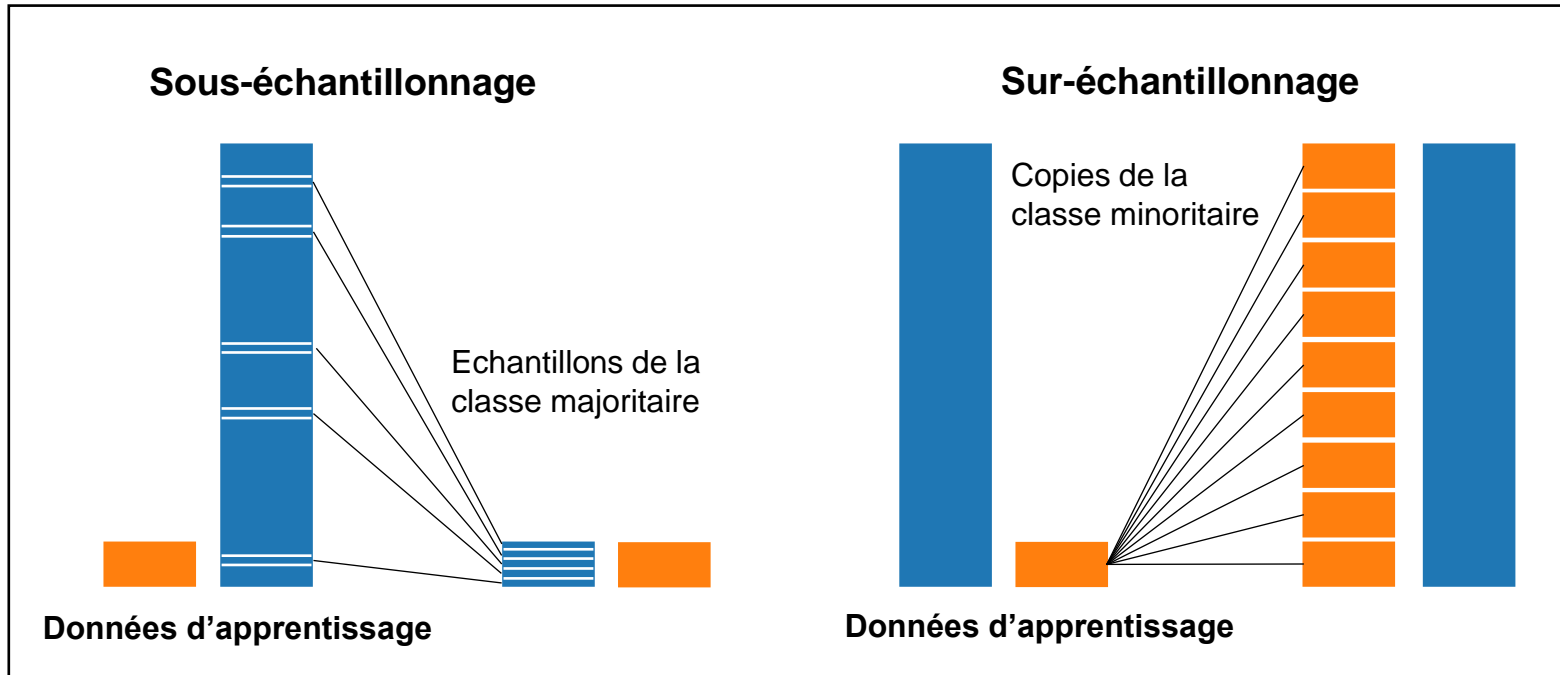 Sous-échantillonnage
Echantillons de la
classe majoritaire
Données d’apprentissage
Sur-échantillonnage
Copies de la
classe minoritaire
Données d’apprentissage